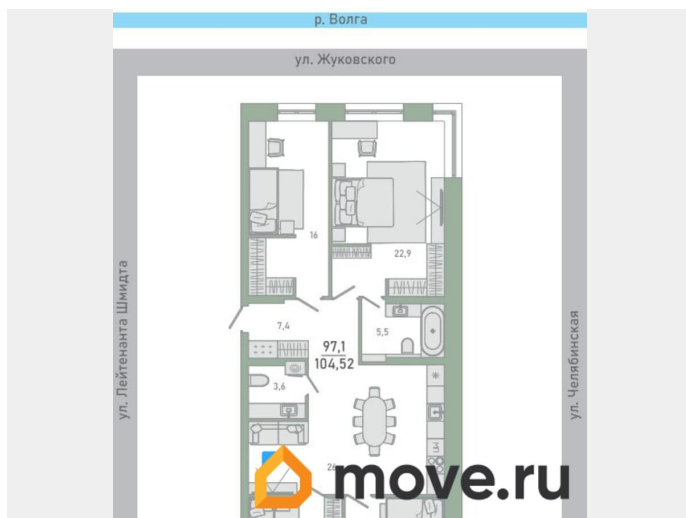 р. Волга
ул. Жуковского
16
22,9
ул. Лейтенанта Шмидта
ул. Челябинская
7,4
5,5
97,1
104,52
3,6
move.ru